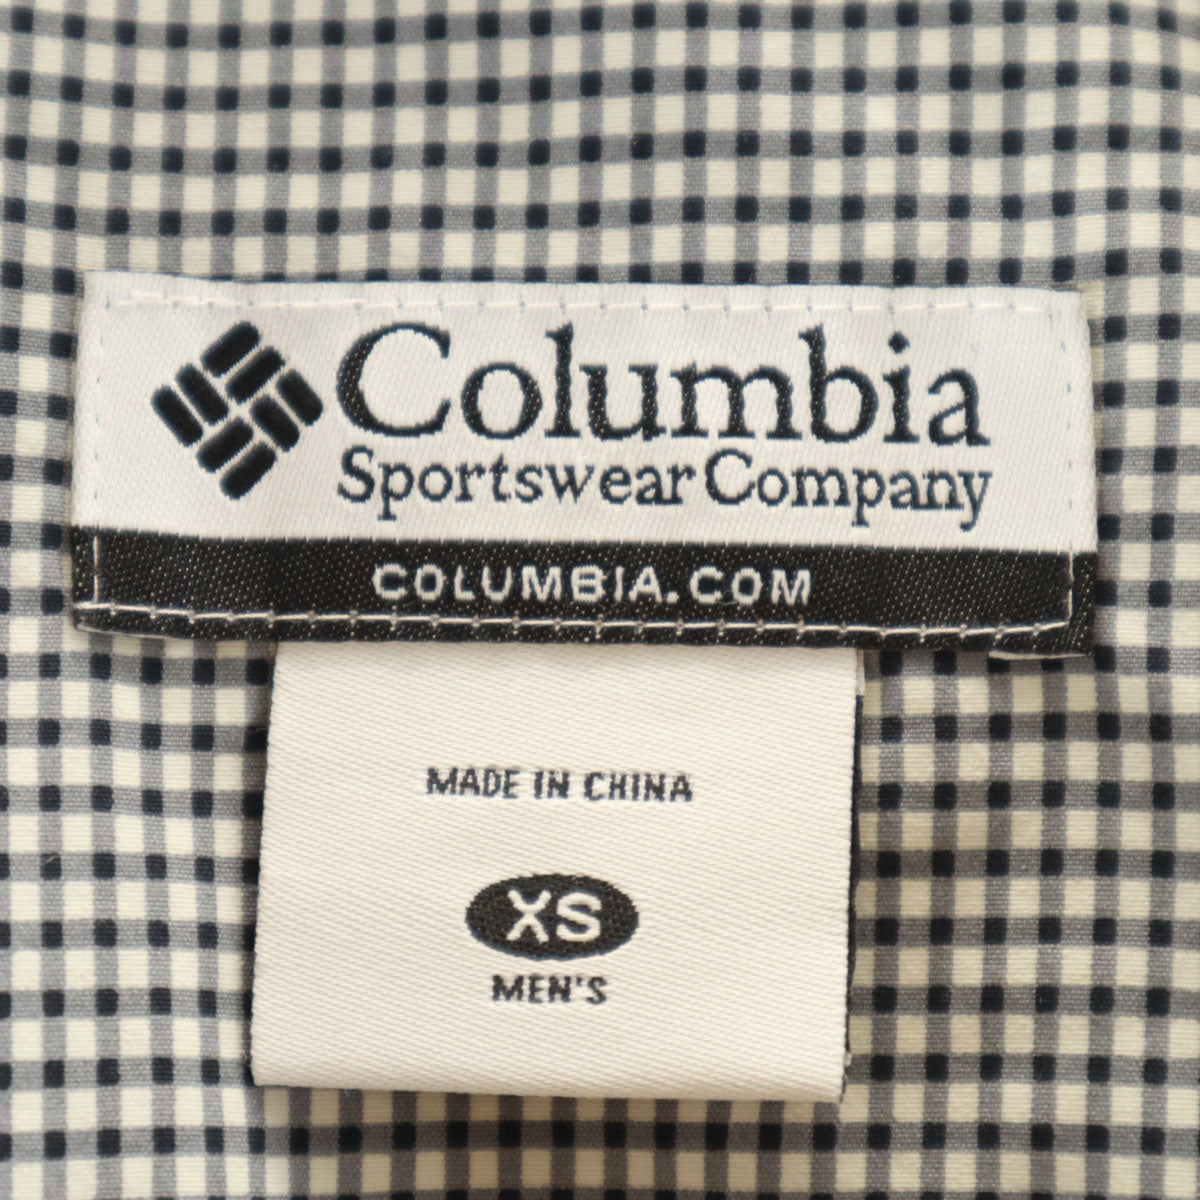 Columbia
Sportswear Company
COLUMBIA.COM
MADE IN CHINA
XS
MEN'S